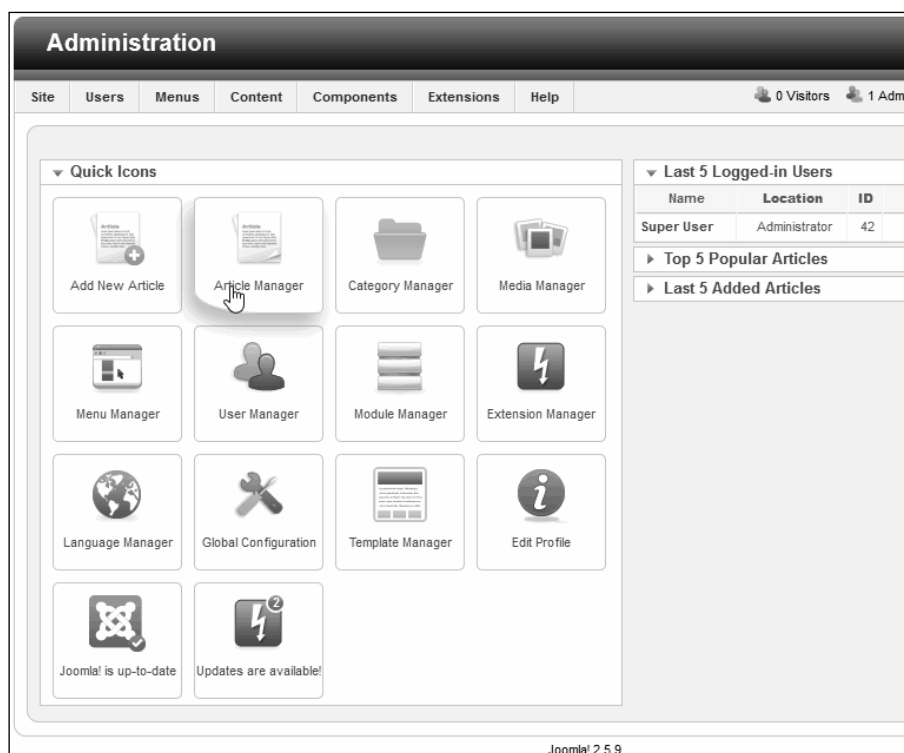 Administration
Site Users Menus Content Components Extensions Help 0 Visitors 1 Adm
Quick Icons
Add New Article Article Manager Category Manager Media Manager
Menu Manager User Manager Module Manager Extension Manager
Language Manager Global Configuration Template Manager Edit Profile
2
Joomla! is up-to-date Updates are available!
Last 5 Logged-in Users
Name Location ID
Super User Administrator 42
Top 5 Popular Articles
Last 5 Added Articles
Joomla! 2.5.9